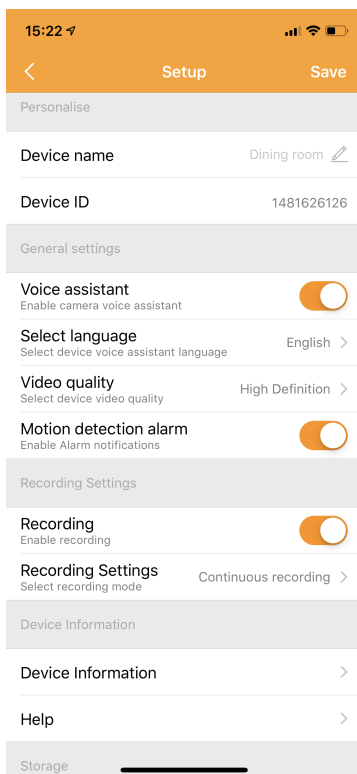 15:22
Setup
Save
Personalise
Device name
Dining room
Device ID
1481626126
General settings
Voice assistant
Enable camera voice assistant
Select language
Select device voice assistant language
English
Video quality
Select device video quality
High Definition
Motion detection alarm
Enable Alarm notifications
Recording Settings
Recording
Enable recording
Recording Settings
Select recording mode
Continuous recording
Device Information
Device Information
Help
Storage